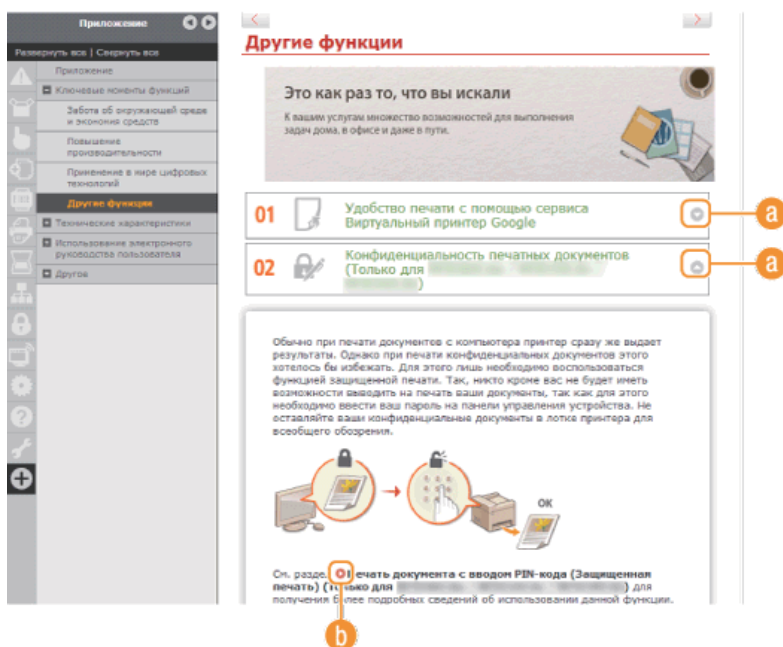 Приложение
Развернуть все | Свернуть все
Приложение
Ключевые моменты функций
Забота об окружающей среде
и экономия средств
Повышение
производительности
Применение в мире цифровых
технологий
Другие функции
Технические характеристики
Использование электронного
руководства пользователя
Другое
Другие функции
Это как раз то, что вы искали
К вашим услугам множество возможностей для выполнения
задач дома, в офисе и даже в пути.
01 Удобство печати с помощью сервиса
Виртуальный принтер Google
a
02 Конфиденциальность печатных документов
(Только для
)
a
Обычно при печати документов с компьютера принтер сразу же выдает
результаты. Однако при печати конфиденциальных документов этого
хотелось бы избежать. Для этого лишь необходимо воспользоваться
функцией защищенной печати. Так, никто кроме вас не будет иметь
возможности выводить на печать ваши документы, так как для этого
необходимо ввести ваш пароль на панели управления устройства. Не
оставляйте ваши конфиденциальные документы в лотке принтера для
всеобщего обозрения.
OK
См. разде. Печать документа с вводом PIN-кода (Защищенная
печать) (Только для ) для
получения более подробных сведений об использовании данной функции.
b